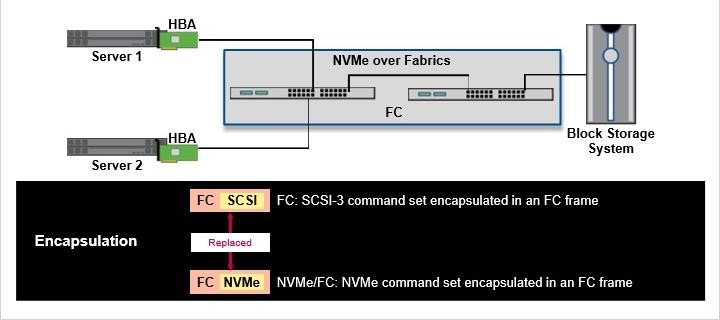 HBA
Server 1
NVMe over Fabrics
FC
HBA
Server 2
Block Storage
System
Encapsulation
FC SCSI
FC: SCSI-3 command set encapsulated in an FC frame
Replaced
FC NVMe
NVMe/FC: NVMe command set encapsulated in an FC frame